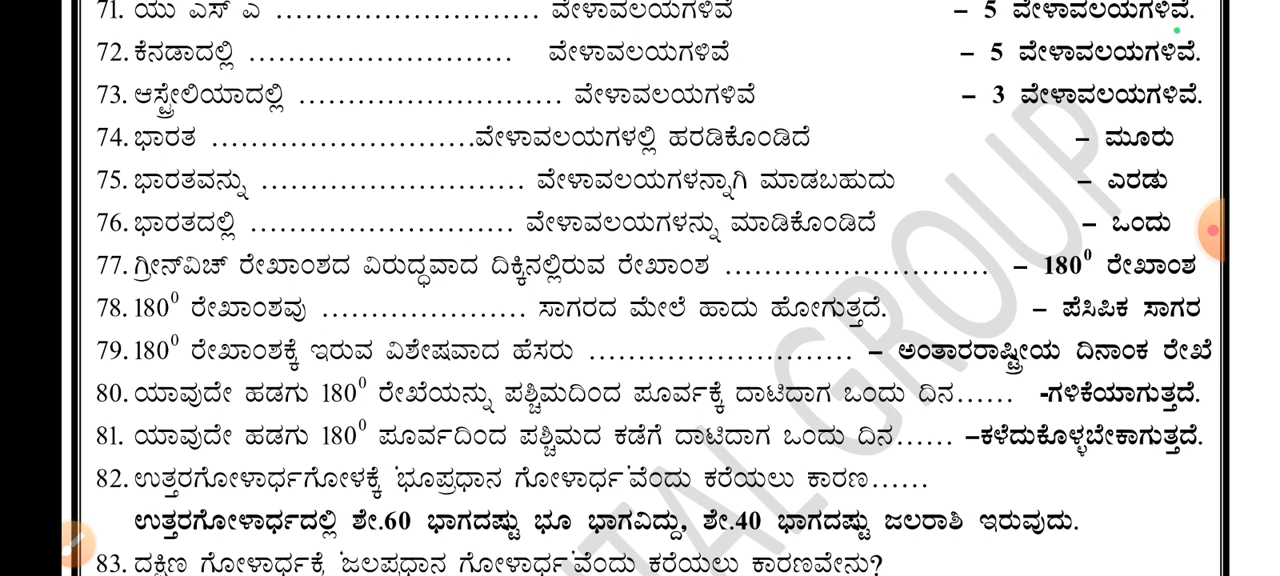 71. ಯು ಎಸ್ ಎ ................................ ವೇಳಾವಲಯಗಳಿವೆ – 5 ವೇಳಾವಲಯಗಳಿವೆ.
72. ಕೆನಡಾದಲ್ಲಿ ................................ ವೇಳಾವಲಯಗಳಿವೆ – 5 ವೇಳಾವಲಯಗಳಿವೆ.
73. ಆಸ್ಟ್ರೇಲಿಯಾದಲ್ಲಿ ................................ ವೇಳಾವಲಯಗಳಿವೆ – 3 ವೇಳಾವಲಯಗಳಿವೆ.
74. ಭಾರತ ................................ವೇಳಾವಲಯಗಳಲ್ಲಿ ಹರಡಿಕೊಂಡಿದೆ – ಮೂರು
75. ಭಾರತವನ್ನು ................................ ವೇಳಾವಲಯಗಳನ್ನಾಗಿ ಮಾಡಬಹುದು – ಎರಡು
76. ಭಾರತದಲ್ಲಿ ................................ ವೇಳಾವಲಯಗಳನ್ನು ಮಾಡಿಕೊಂಡಿದೆ – ಒಂದು
77. ಗ್ರೀನ್‌ವಿಚ್ ರೇಖಾಂಶದ ವಿರುದ್ಧವಾದ ದಿಕ್ಕಿನಲ್ಲಿರುವ ರೇಖಾಂಶ ................................ – 180⁰ ರೇಖಾಂಶ
78. 180⁰ ರೇಖಾಂಶವು ......................... ಸಾಗರದ ಮೇಲೆ ಹಾದು ಹೋಗುತ್ತದೆ. – ಪೆಸಿಪಿಕ ಸಾಗರ
79. 180⁰ ರೇಖಾಂಶಕ್ಕೆ ಇರುವ ವಿಶೇಷವಾದ ಹೆಸರು ................................ – ಅಂತಾರರಾಷ್ಟ್ರೀಯ ದಿನಾಂಕ ರೇಖೆ
80. ಯಾವುದೇ ಹಡಗು 180⁰ ರೇಖೆಯನ್ನು ಪಶ್ಚಿಮದಿಂದ ಪೂರ್ವಕ್ಕೆ ದಾಟಿದಾಗ ಒಂದು ದಿನ...... -ಗಳಿಕೆಯಾಗುತ್ತದೆ.
81. ಯಾವುದೇ ಹಡಗು 180⁰ ಪೂರ್ವದಿಂದ ಪಶ್ಚಿಮದ ಕಡೆಗೆ ದಾಟಿದಾಗ ಒಂದು ದಿನ...... –ಕಳೆದುಕೊಳ್ಳಬೇಕಾಗುತ್ತದೆ.
82. ಉತ್ತರಗೋಳಾರ್ಧಗೋಳಕ್ಕೆ 'ಭೂಪ್ರಧಾನ ಗೋಳಾರ್ಧ'ವೆಂದು ಕರೆಯಲು ಕಾರಣ......
ಉತ್ತರಗೋಳಾರ್ಧದಲ್ಲಿ ಶೇ.60 ಭಾಗದಷ್ಟು ಭೂ ಭಾಗವಿದ್ದು, ಶೇ.40 ಭಾಗದಷ್ಟು ಜಲರಾಶಿ ಇರುವುದು.
83. ದಕ್ಷಿಣ ಗೋಳಾರ್ಧಕ್ಕೆ 'ಜಲಪ್ರಧಾನ ಗೋಳಾರ್ಧ'ವೆಂದು ಕರೆಯಲು ಕಾರಣವೇನು?
GROUP